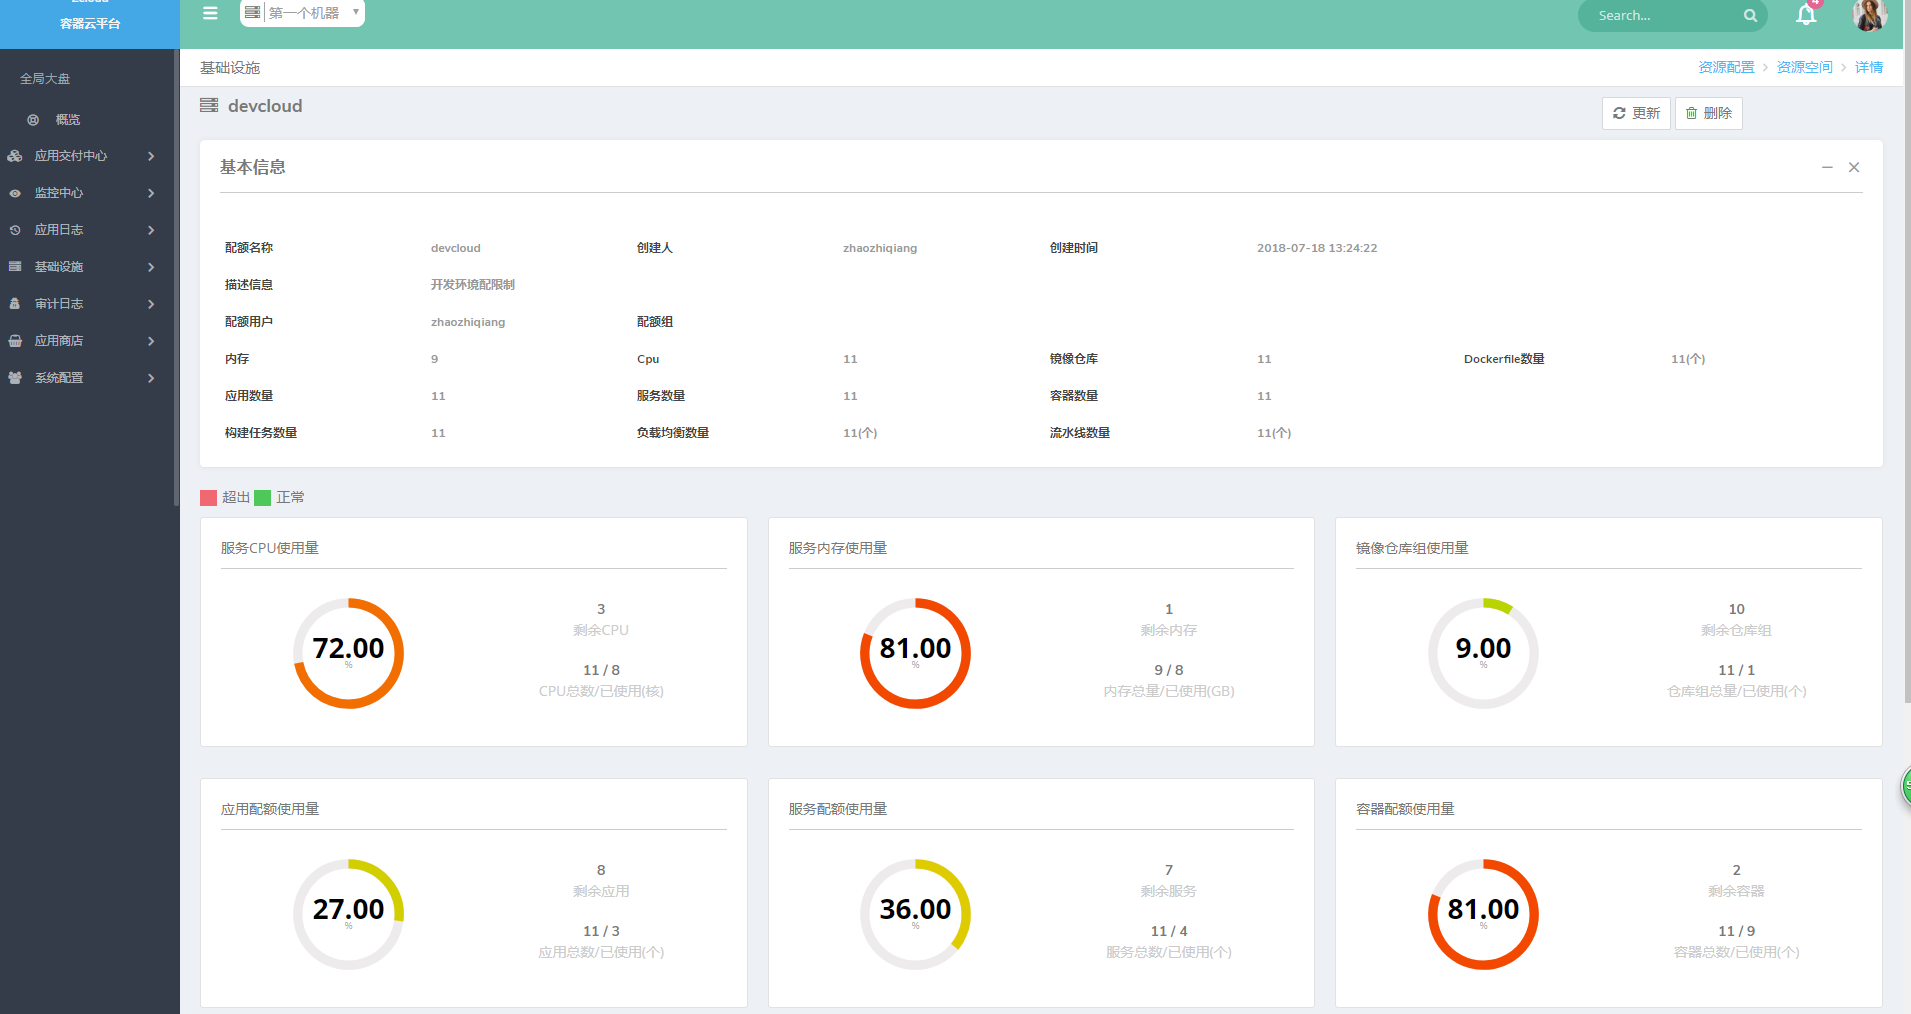 容器云平台
第一个机器
Search...
4
全局大盘
概览
应用交付中心
监控中心
应用日志
基础设施
审计日志
应用商店
系统配置
基础设施
资源配置 > 资源空间 > 详情
devcloud
更新
删除
基本信息
配额名称 devcloud 创建人 zhaozhiqiang 创建时间 2018-07-18 13:24:22
描述信息 开发环境配限制
配额用户 zhaozhiqiang 配额组
内存 9 Cpu 11 镜像仓库 11 Dockerfile数量 11(个)
应用数量 11 服务数量 11 容器数量 11
构建任务数量 11 负载均衡数量 11(个) 流水线数量 11(个)
超出 正常
服务CPU使用量
72.00
%
3
剩余CPU
11 / 8
CPU总数/已使用(核)
服务内存使用量
81.00
%
1
剩余内存
9 / 8
内存总量/已使用(GB)
镜像仓库组使用量
9.00
%
10
剩余仓库组
11 / 1
仓库组总量/已使用(个)
应用配额使用量
27.00
%
8
剩余应用
11 / 3
应用总数/已使用(个)
服务配额使用量
36.00
%
7
剩余服务
11 / 4
服务总数/已使用(个)
容器配额使用量
81.00
%
2
剩余容器
11 / 9
容器总数/已使用(个)